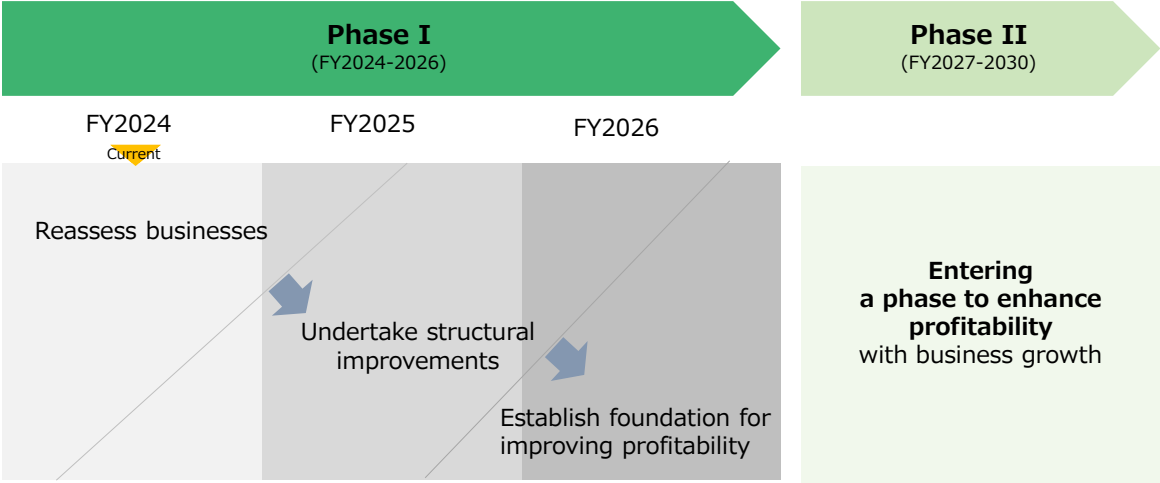 Phase I
(FY2024-2026)
Phase II
(FY2027-2030)
FY2024
FY2025
FY2026
Current
Reassess businesses
Undertake structural
improvements
Establish foundation for
improving profitability
Entering
a phase to enhance
profitability
with business growth